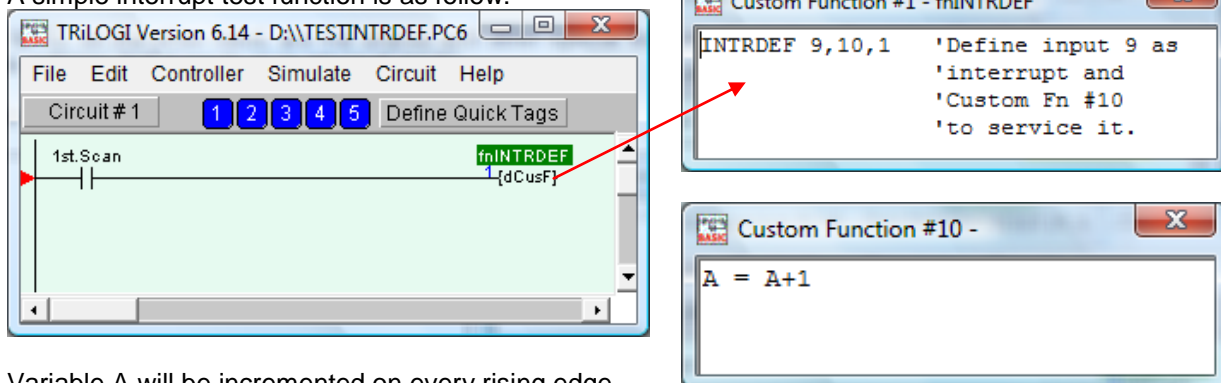 A simple interrupt test function is as follow:
TRiLOGI Version 6.14 - D:\\TESTINTRDEF.PC6
File Edit Controller Simulate Circuit Help
Circuit # 1 1 2 3 4 5 Define Quick Tags
1st.Scan
fnINTRDEF
1-{dCusF}
Custom Function #1 - fnINTRDEF
INTRDEF 9,10,1 'Define input 9 as
'interrupt and
'Custom Fn #10
'to service it.
Custom Function #10 -
A = A+1
Variable A will be incremented on every rising edge